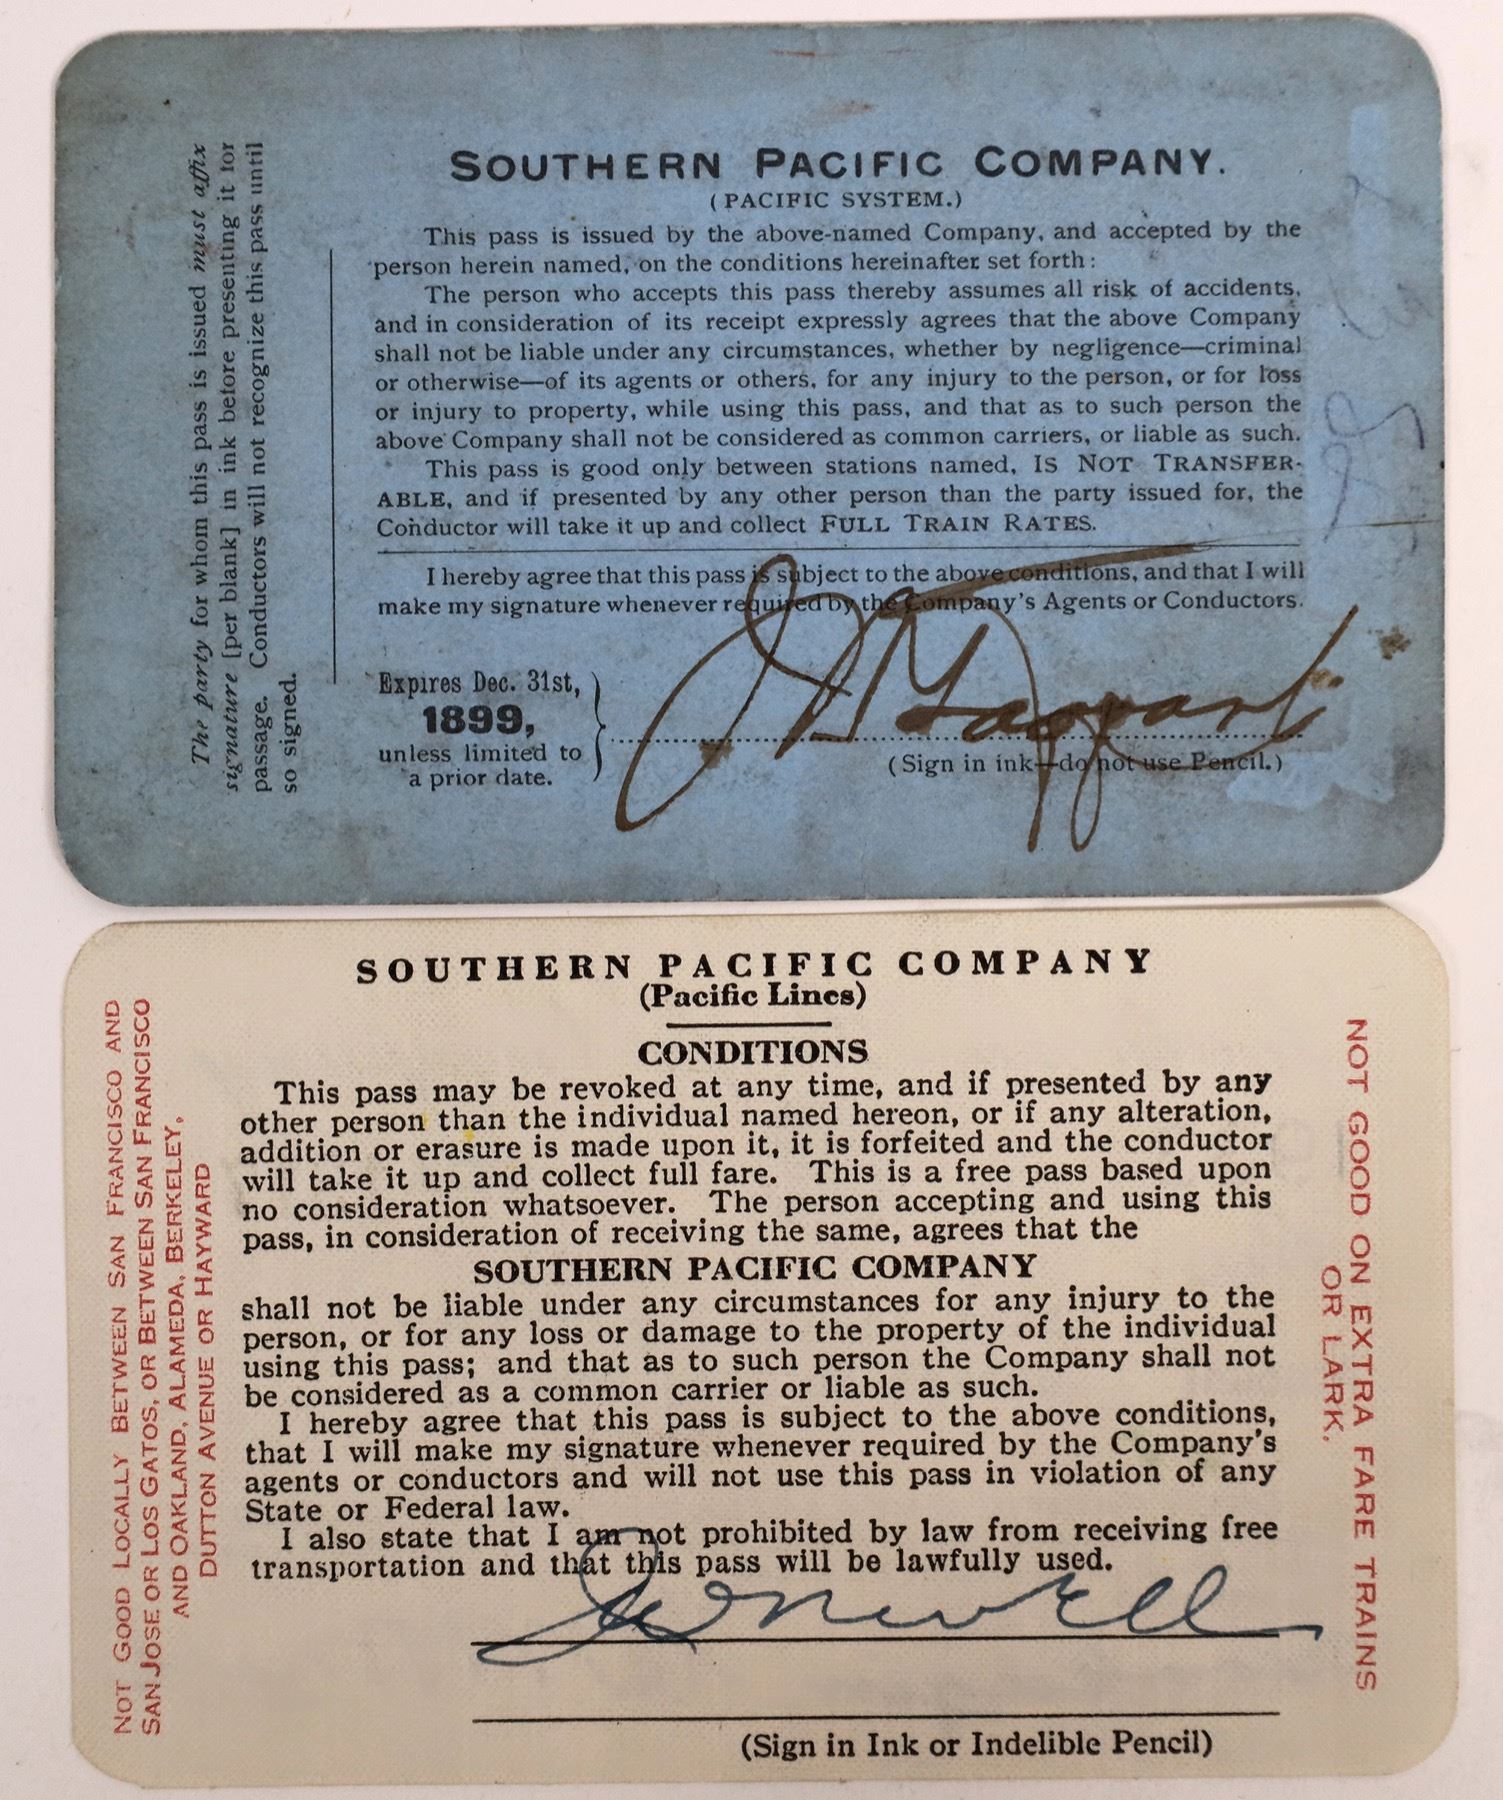 The party for whom this pass is issued must affix
signature [per blank] in ink before presenting it for
passage. Conductors will not recognize this pass until
so signed.
SOUTHERN PACIFIC COMPANY.
(PACIFIC SYSTEM.)
This pass is issued by the above-named Company, and accepted by the
person herein named, on the conditions hereinafter set forth:
The person who accepts this pass thereby assumes all risk of accidents,
and in consideration of its receipt expressly agrees that the above Company
shall not be liable under any circumstances, whether by negligence—criminal
or otherwise—of its agents or others, for any injury to the person, or for loss
or injury to property, while using this pass, and that as to such person the
above Company shall not be considered as common carriers, or liable as such.
This pass is good only between stations named, IS NOT TRANSFER-
ABLE, and if presented by any other person than the party issued for, the
Conductor will take it up and collect FULL TRAIN RATES.
I hereby agree that this pass is subject to the above conditions, and that I will
make my signature whenever required by the Company's Agents or Conductors.
Expires Dec. 31st,
1899,
unless limited to
a prior date.
(Sign in ink—do not use Pencil.)
NOT GOOD LOCALLY BETWEEN SAN FRANCISCO AND
SAN JOSE OR LOS GATOS, OR BETWEEN SAN FRANCISCO
AND OAKLAND, ALAMEDA, BERKELEY,
DUTTON AVENUE OR HAYWARD
SOUTHERN PACIFIC COMPANY
(Pacific Lines)
CONDITIONS
This pass may be revoked at any time, and if presented by any
other person than the individual named hereon, or if any alteration,
addition or erasure is made upon it, it is forfeited and the conductor
will take it up and collect full fare. This is a free pass based upon
no consideration whatsoever. The person accepting and using this
pass, in consideration of receiving the same, agrees that the
SOUTHERN PACIFIC COMPANY
shall not be liable under any circumstances for any injury to the
person, or for any loss or damage to the property of the individual
using this pass; and that as to such person the Company shall not
be considered as a common carrier or liable as such.
I hereby agree that this pass is subject to the above conditions,
that I will make my signature whenever required by the Company's
agents or conductors and will not use this pass in violation of any
State or Federal law.
I also state that I am not prohibited by law from receiving free
transportation and that this pass will be lawfully used.
(Sign in Ink or Indelible Pencil)
NOT GOOD ON EXTRA FARE TRAINS
OR LARK.